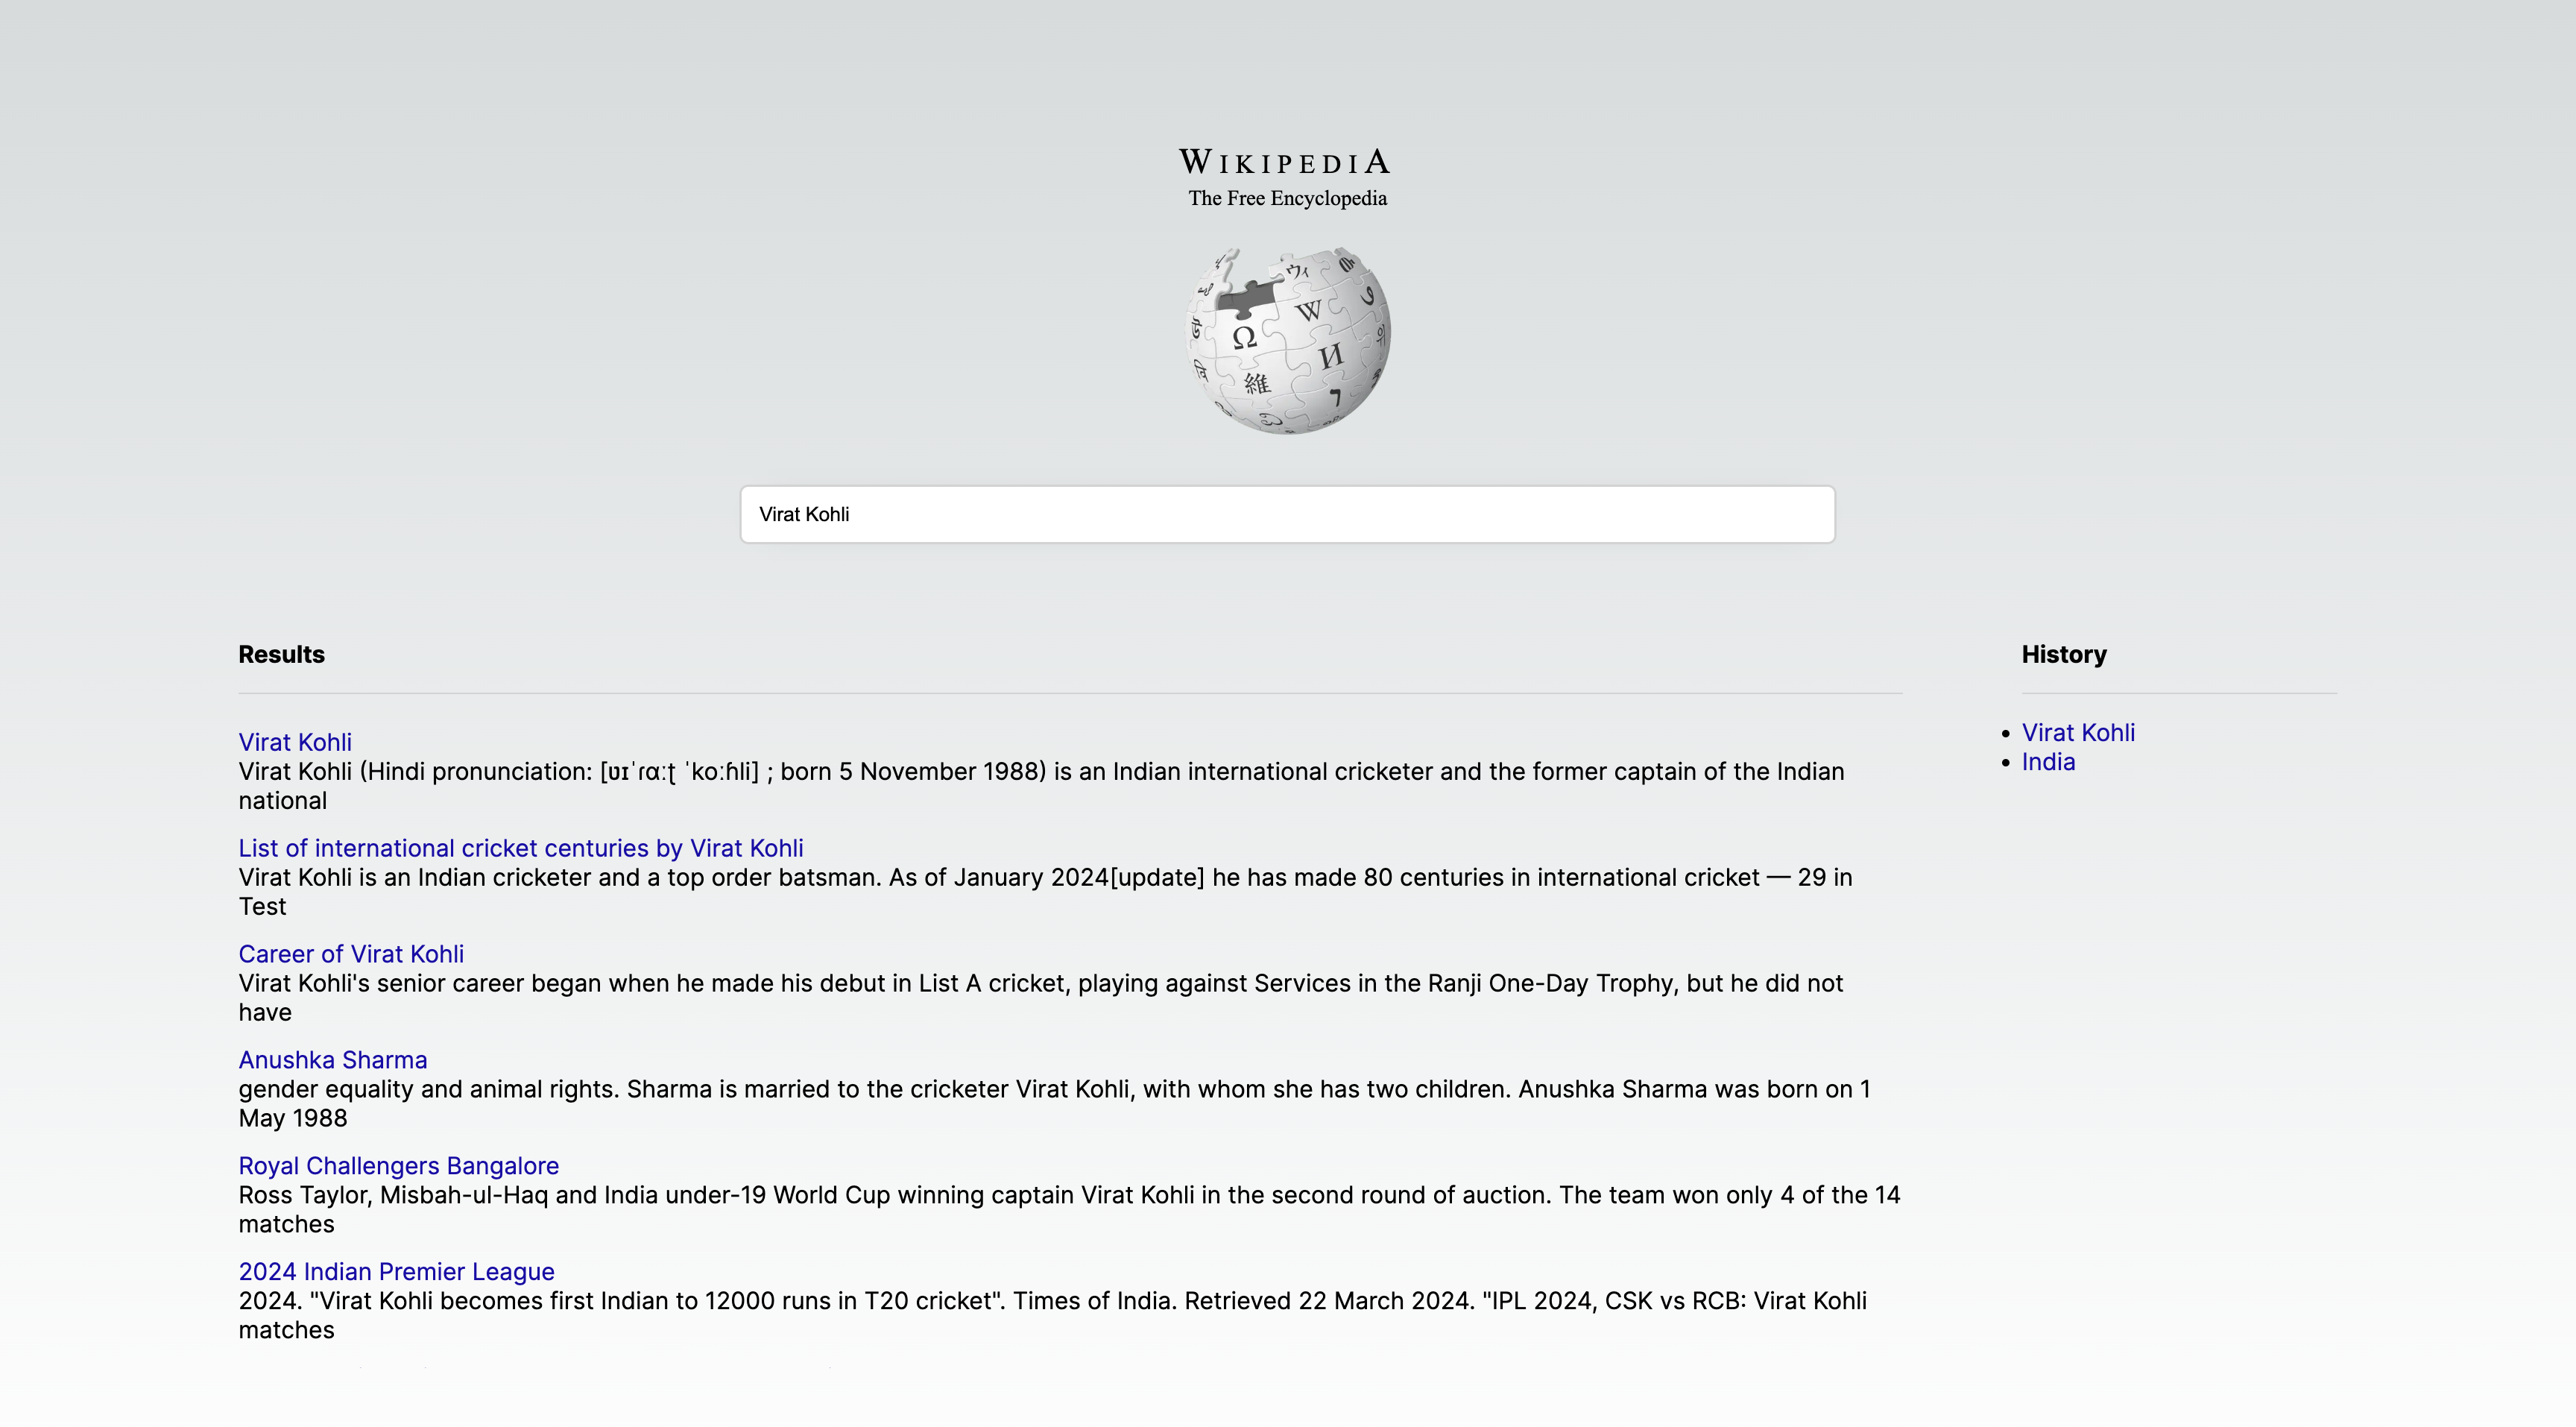 WIKIPEDIA
The Free Encyclopedia
Ω
W
И
維
ウィ
7
Virat Kohli
Results
Virat Kohli
Virat Kohli (Hindi pronunciation: [ʋɪˈɾɑːʈ ˈkoːɦli] ; born 5 November 1988) is an Indian international cricketer and the former captain of the Indian
national
List of international cricket centuries by Virat Kohli
Virat Kohli is an Indian cricketer and a top order batsman. As of January 2024[update] he has made 80 centuries in international cricket — 29 in
Test
Career of Virat Kohli
Virat Kohli's senior career began when he made his debut in List A cricket, playing against Services in the Ranji One-Day Trophy, but he did not
have
Anushka Sharma
gender equality and animal rights. Sharma is married to the cricketer Virat Kohli, with whom she has two children. Anushka Sharma was born on 1
May 1988
Royal Challengers Bangalore
Ross Taylor, Misbah-ul-Haq and India under-19 World Cup winning captain Virat Kohli in the second round of auction. The team won only 4 of the 14
matches
2024 Indian Premier League
2024. "Virat Kohli becomes first Indian to 12000 runs in T20 cricket". Times of India. Retrieved 22 March 2024. "IPL 2024, CSK vs RCB: Virat Kohli
matches
History
Virat Kohli
India